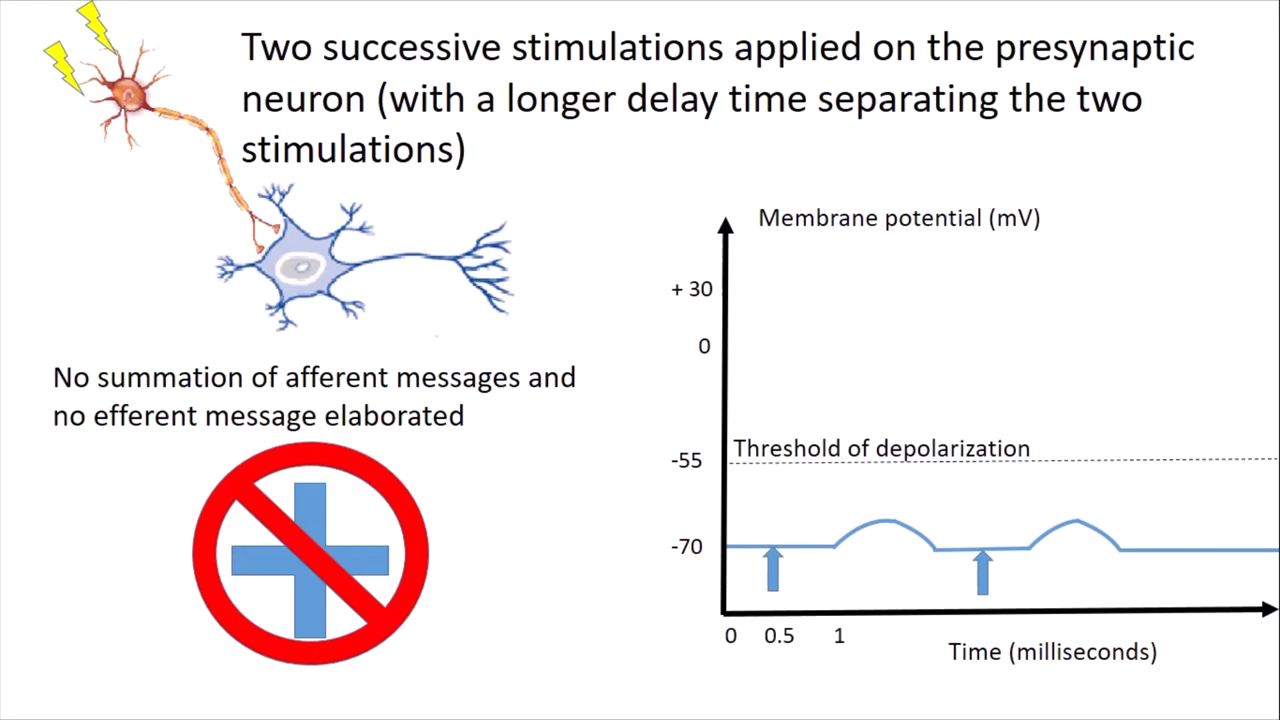 Two successive stimulations applied on the presynaptic
neuron (with a longer delay time separating the two
stimulations)
Membrane potential (mV)
+ 30
0
No summation of afferent messages and
no efferent message elaborated
Threshold of depolarization
-55
-70
0 0.5 1
Time (milliseconds)